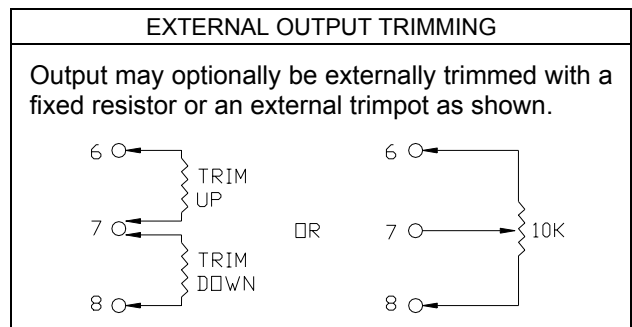 EXTERNAL OUTPUT TRIMMING
Output may optionally be externally trimmed with a
fixed resistor or an external trimpot as shown.
6
TRIM
UP
7
TRIM
DOWN
8
OR
6
7
10K
8